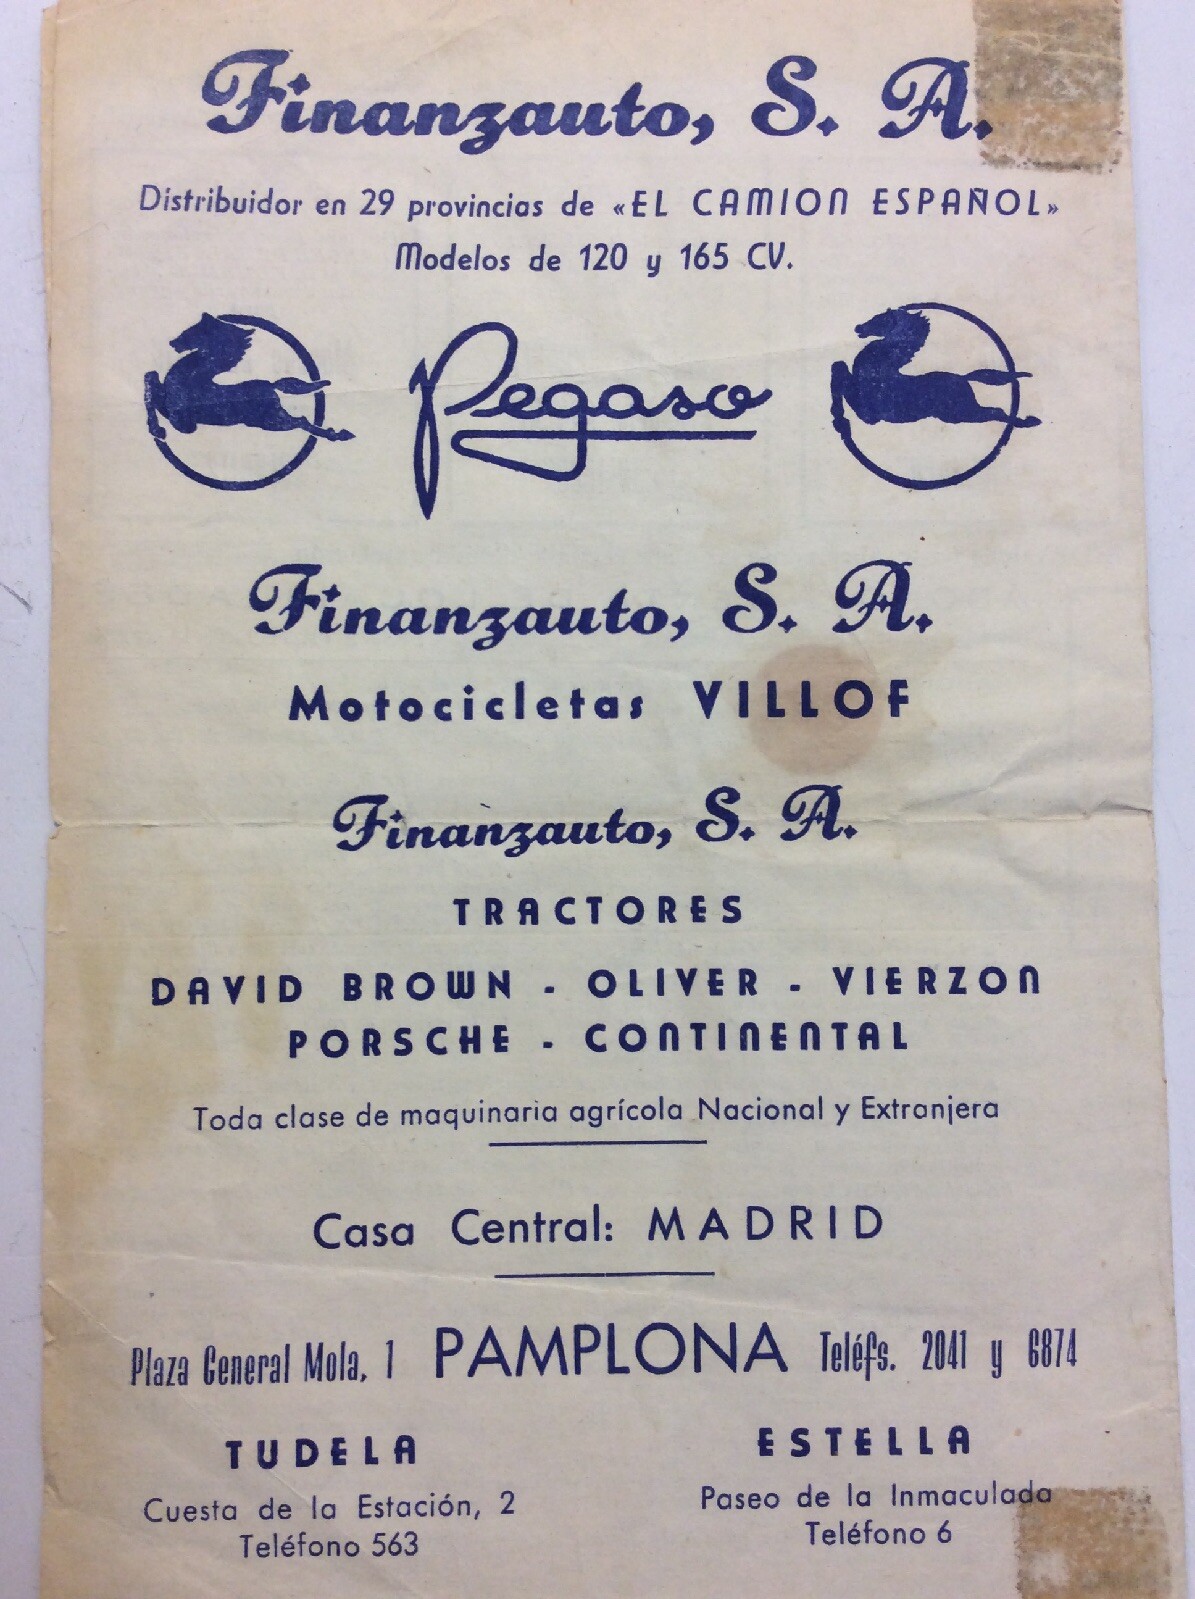 Finanzauto, S. A.
Distribuidor en 29 provincias de «EL CAMION ESPAÑOL»
Modelos de 120 y 165 CV.
Pegaso
Finanzauto, S. A.
Motocicletas VILLOF
Finanzauto, S. A.
TRACTORES
DAVID BROWN - OLIVER - VIERZON
PORSCHE - CONTINENTAL
Toda clase de maquinaria agrícola Nacional y Extranjera
Casa Central: MADRID
Plaza General Mola, 1 PAMPLONA Teléfs. 2041 y 6874
TUDELA
Cuesta de la Estación, 2
Teléfono 563
ESTELLA
Paseo de la Inmaculada
Teléfono 6